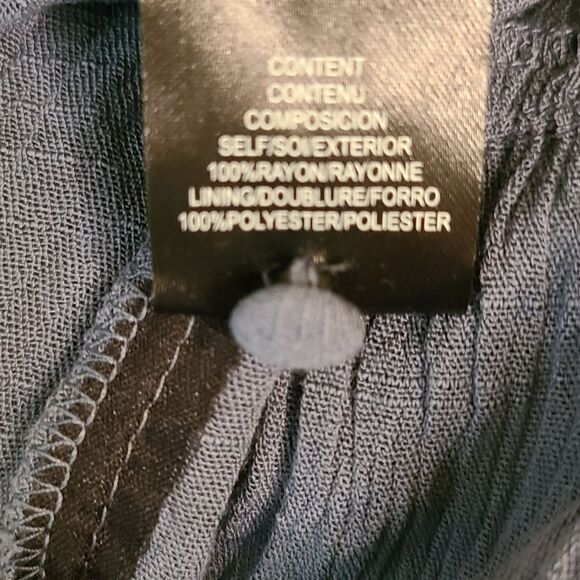 CONTENT
CONTENU
COMPOSICION
SELF/SOI/EXTERIOR
100%RAYON/RAYONNE
LINING/DOUBLURE/FORRO
100%POLYESTER/POLIESTER